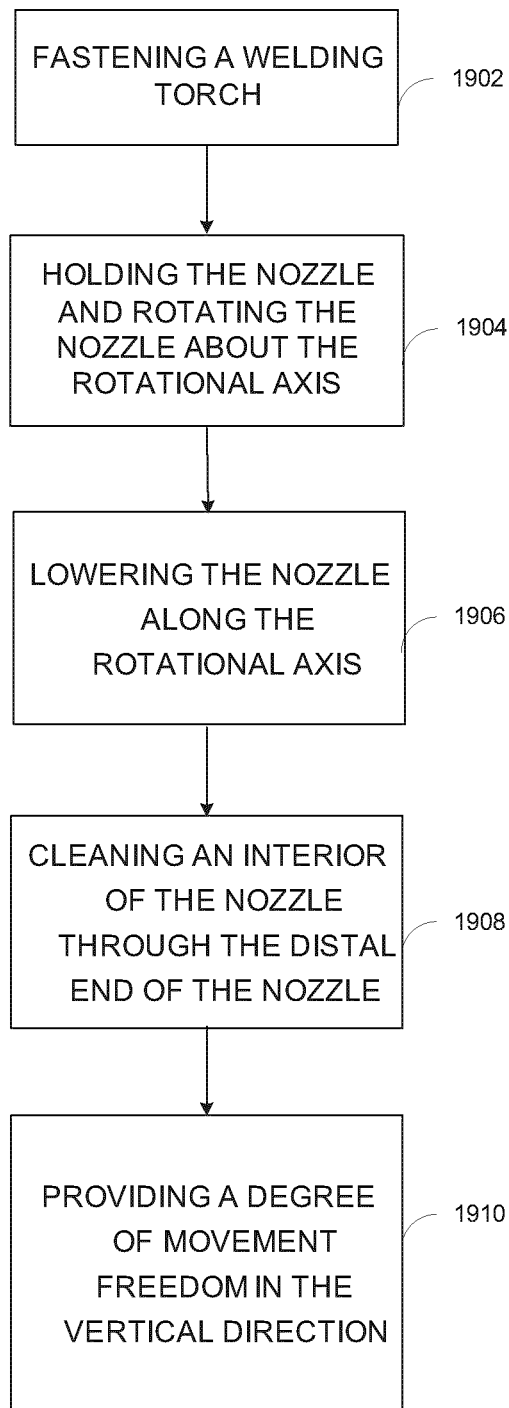 FASTENING A WELDING
TORCH
1902
HOLDING THE NOZZLE
AND ROTATING THE
NOZZLE ABOUT THE
ROTATIONAL AXIS
1904
LOWERING THE NOZZLE
ALONG THE
ROTATIONAL AXIS
1906
CLEANING AN INTERIOR
OF THE NOZZLE
THROUGH THE DISTAL
END OF THE NOZZLE
1908
PROVIDING A DEGREE
OF MOVEMENT
FREEDOM IN THE
VERTICAL DIRECTION
1910